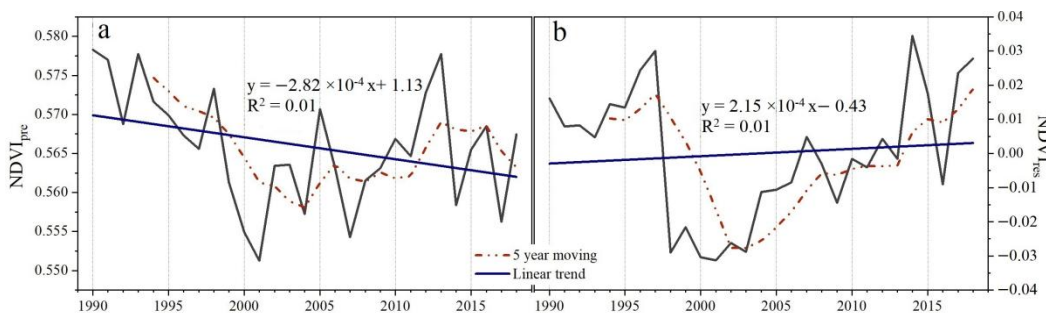 a
b
0.580
0.575
0.570
0.565
0.560
0.555
0.550
NDVIpre
y = −2.82 ×10-4 x+ 1.13
R2 = 0.01
y = 2.15 ×10-4 x− 0.43
R2 = 0.01
5 year moving
Linear trend
0.04
0.03
0.02
0.01
0.00
−0.01
−0.02
−0.03
−0.04
NDVIres
1990 1995 2000 2005 2010 2015 1990 1995 2000 2005 2010 2015